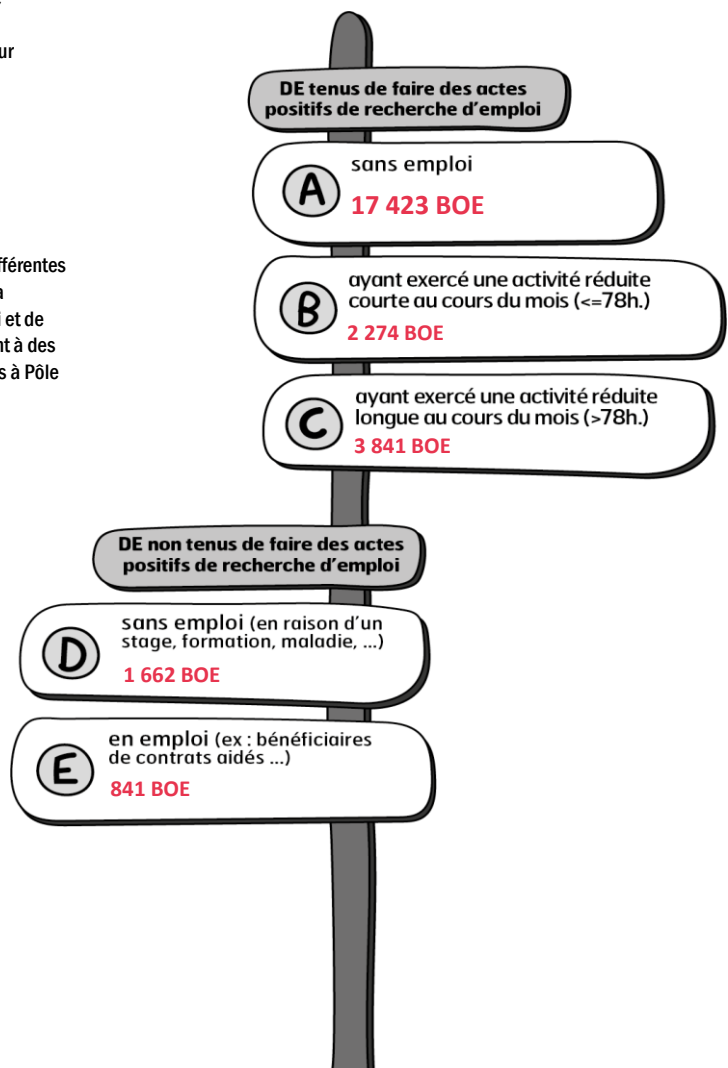 ur
DE tenus de faire des actes
positifs de recherche d'emploi
A
sans emploi
17 423 BOE
fférentes
a
i et de
nt à des
s à Pôle
B
ayant exercé une activité réduite
courte au cours du mois (<=78h.)
2 274 BOE
C
ayant exercé une activité réduite
longue au cours du mois (>78h.)
3 841 BOE
DE non tenus de faire des actes
positifs de recherche d'emploi
D
sans emploi (en raison d'un
stage, formation, maladie, ...)
1 662 BOE
E
en emploi (ex : bénéficiaires
de contrats aidés ...)
841 BOE